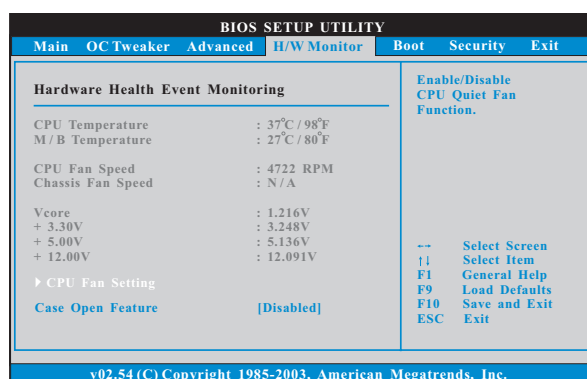 BIOS SETUP UTILITY
Main OC Tweaker Advanced H/W Monitor Boot Security Exit
Hardware Health Event Monitoring
CPU Temperature : 37°C / 98°F
M / B Temperature : 27°C / 80°F
CPU Fan Speed : 4722 RPM
Chassis Fan Speed : N / A
Vcore : 1.216V
+ 3.30V : 3.248V
+ 5.00V : 5.136V
+ 12.00V : 12.091V
CPU Fan Setting
Case Open Feature [Disabled]
Enable/Disable
CPU Quiet Fan
Function.
←→ Select Screen
↑↓ Select Item
F1 General Help
F9 Load Defaults
F10 Save and Exit
ESC Exit
v02.54 (C) Copyright 1985-2003, American Megatrends, Inc.